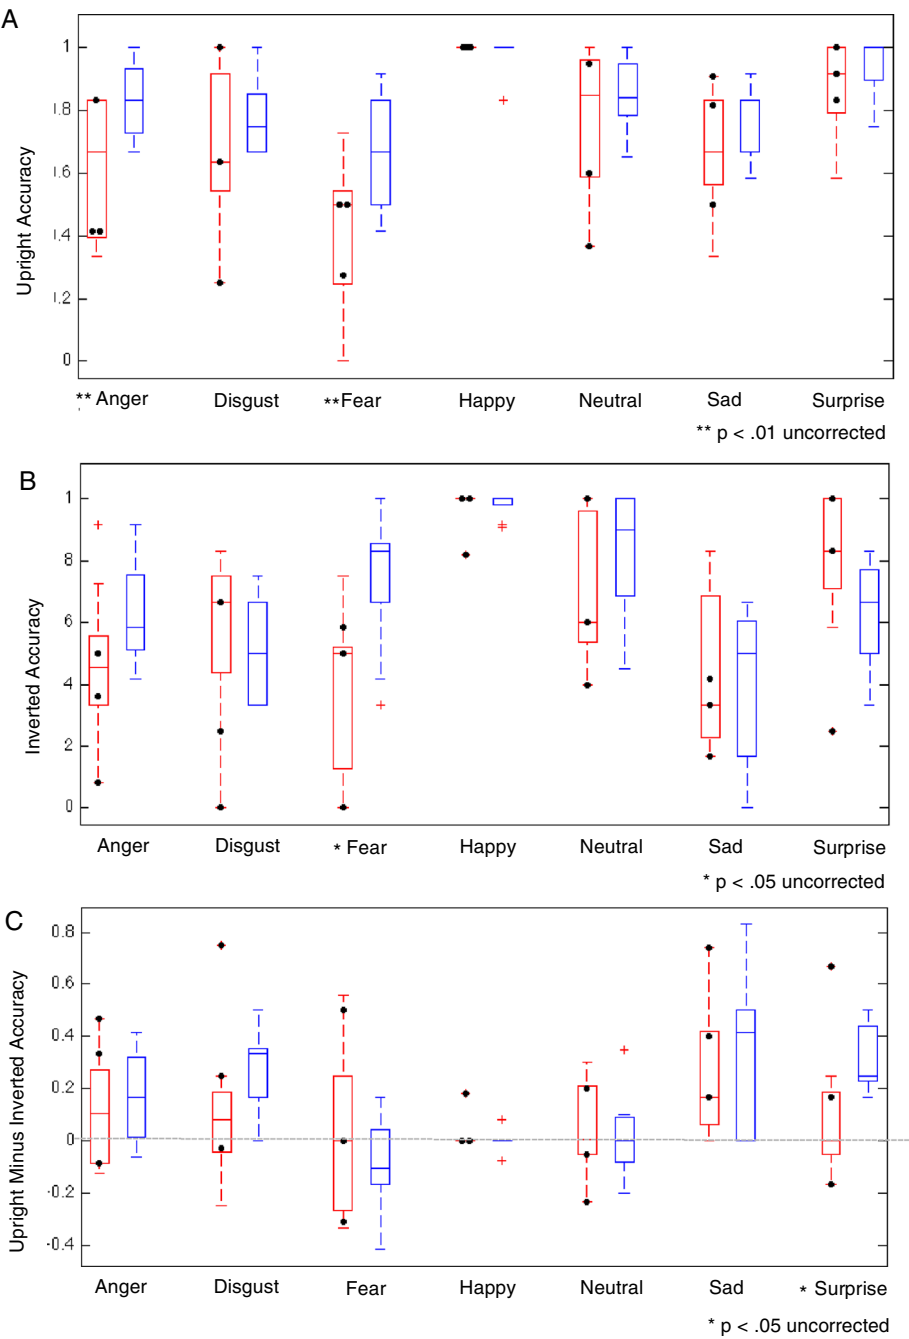 A
Upright Accuracy
1
.8
.6
.4
.2
0
** Anger Disgust **Fear Happy Neutral Sad Surprise
** p < .01 uncorrected
B
Inverted Accuracy
1
8
6
4
2
0
Anger Disgust * Fear Happy Neutral Sad Surprise
* p < .05 uncorrected
C
Upright Minus Inverted Accuracy
0.8
0.6
0.4
0.2
0
-0.2
-0.4
Anger Disgust Fear Happy Neutral Sad * Surprise
* p < .05 uncorrected